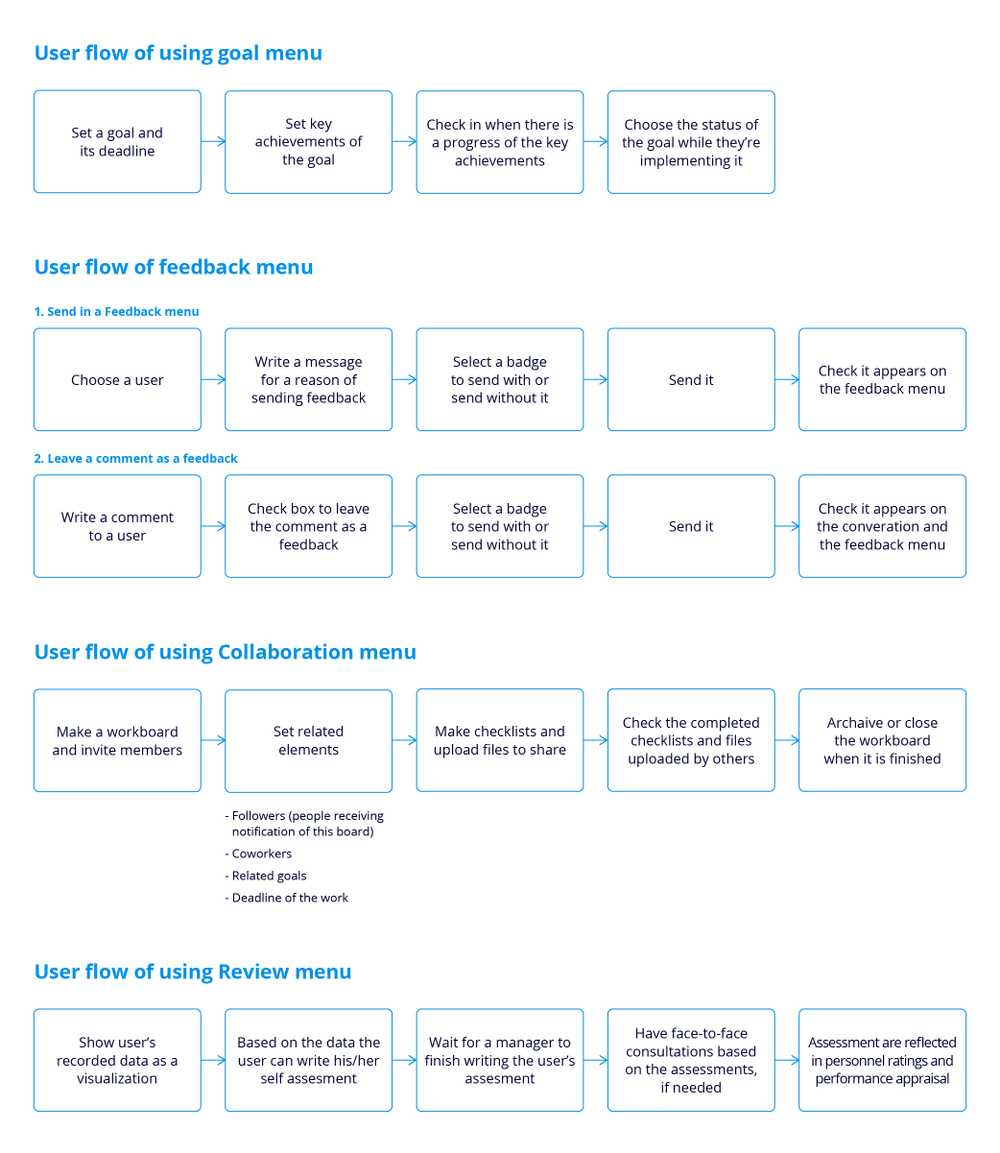 User flow of using goal menu
Set a goal and
its deadline
Set key
achievements of
the goal
Check in when there is
a progress of the key
achievements
Choose the status of
the goal while they're
implementing it
User flow of feedback menu
1. Send in a Feedback menu
Choose a user
Write a message
for a reason of
sending feedback
Select a badge
to send with or
send without it
Send it
Check it appears on
the feedback menu
2. Leave a comment as a feedback
Write a comment
to a user
Check box to leave
the comment as a
feedback
Select a badge
to send with or
send without it
Send it
Check it appears on
the converation and
the feedback menu
User flow of using Collaboration menu
Make a workboard
and invite members
Set related
elements
- Followers (people receiving
notification of this board)
- Coworkers
- Related goals
- Deadline of the work
Make checklists and
upload files to share
Check the completed
checklists and files
uploaded by others
Archaive or close
the workboard
when it is finished
User flow of using Review menu
Show user's
recorded data as a
visualization
Based on the data the
user can write his/her
self assesment
Wait for a manager to
finish writing the user's
assesment
Have face-to-face
consultations based
on the assessments,
if needed
Assessment are reflected
in personnel ratings and
performance appraisal